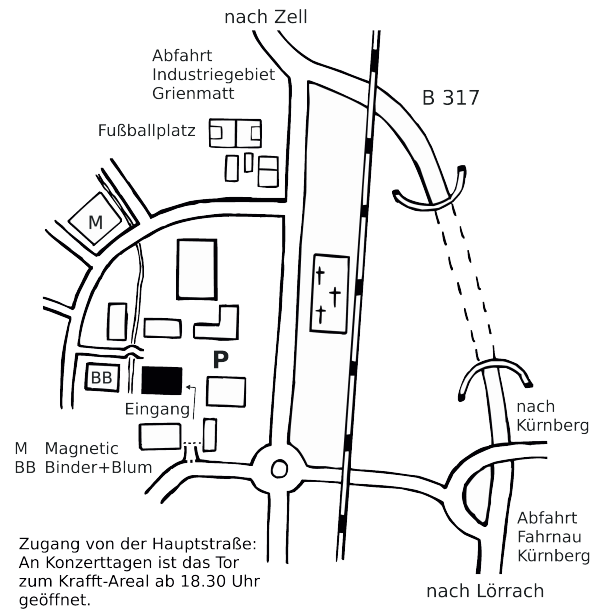 nach Zell
Abfahrt
Industriegebiet
Grienmatt
B 317
Fußballplatz
M
P
BB
Eingang
nach
Kürnberg
M Magnetic
BB Binder+Blum
Abfahrt
Fahrnau
Kürnberg
Zugang von der Hauptstraße:
An Konzerttagen ist das Tor
zum Krafft-Areal ab 18.30 Uhr
geöffnet.
nach Lörrach